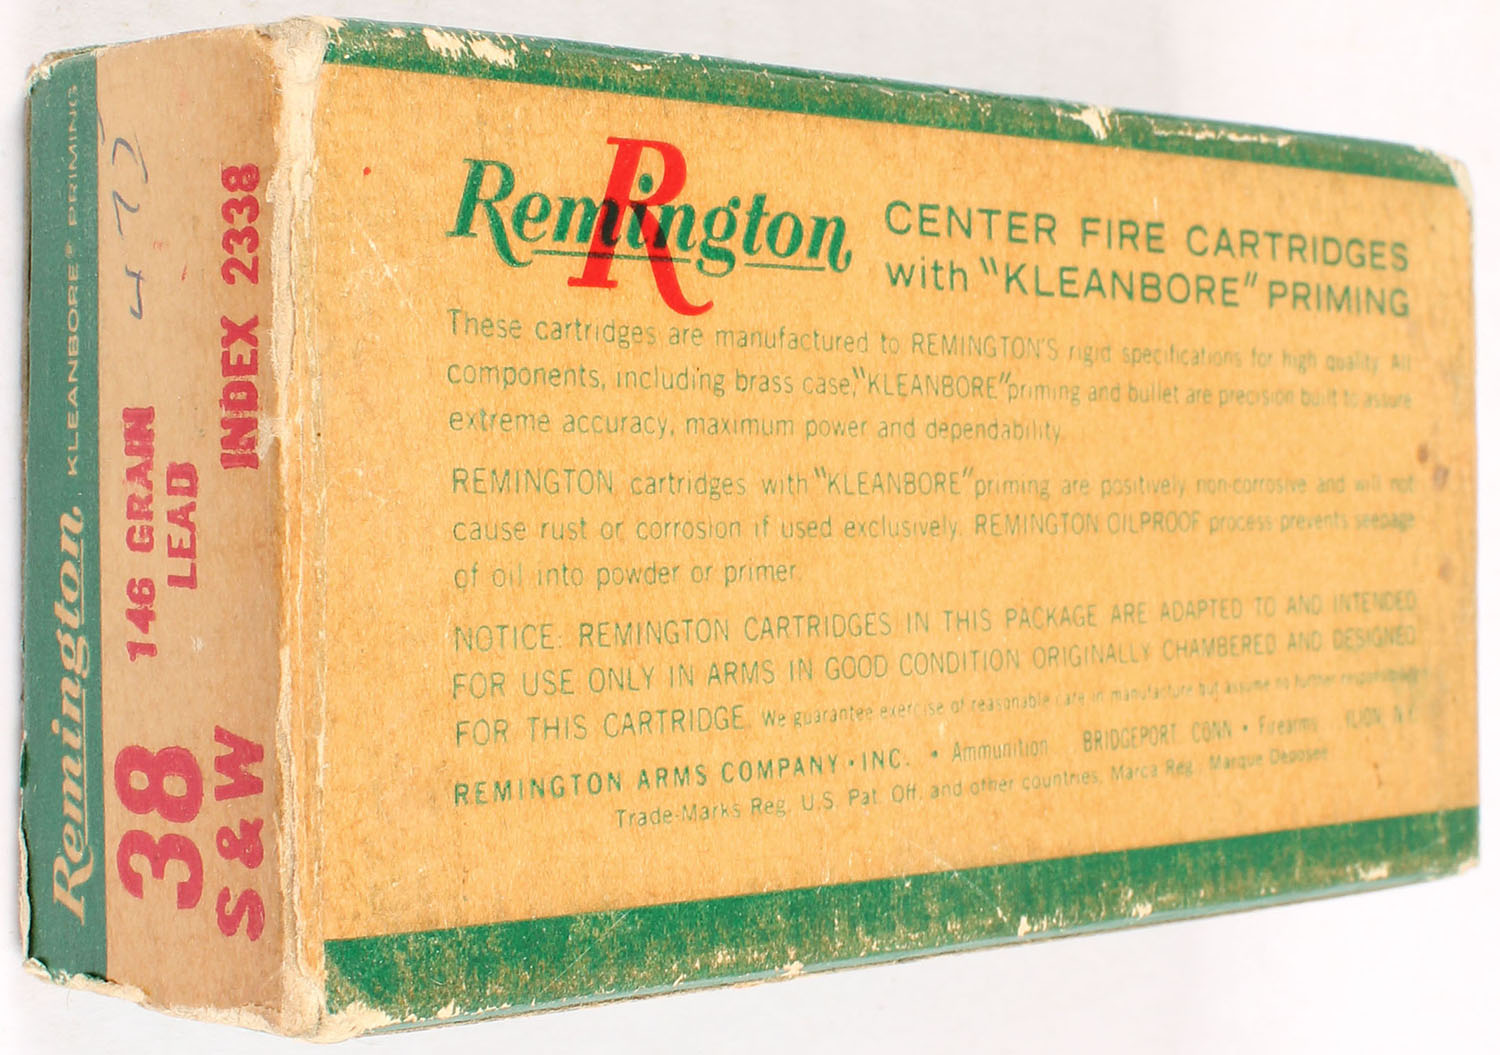 Remington KLEANBORE® PRIMING
146 GRAIN
LEAD
38
S & W
INDEX 2338
Remington
R
CENTER FIRE CARTRIDGES
with "KLEANBORE" PRIMING
These cartridges are manufactured to REMINGTON'S rigid specifications for high quality. All
components, including brass case, "KLEANBORE" priming and bullet are precision built to assure
extreme accuracy, maximum power and dependability.
REMINGTON cartridges with "KLEANBORE" priming are positively non-corrosive and will not
cause rust or corrosion if used exclusively. REMINGTON OILPROOF process prevents seepage
of oil into powder or primer.
NOTICE: REMINGTON CARTRIDGES IN THIS PACKAGE ARE ADAPTED TO AND INTENDED
FOR USE ONLY IN ARMS IN GOOD CONDITION ORIGINALLY CHAMBERED AND DESIGNED
FOR THIS CARTRIDGE. We guarantee exercise of reasonable care in manufacture but assume no further responsibility.
REMINGTON ARMS COMPANY • INC. • Ammunition BRIDGEPORT CONN • Firearms ILION, N.Y.
Trade-Marks Reg. U.S. Pat. Off. and other countries, Marca Reg. Marque Deposee